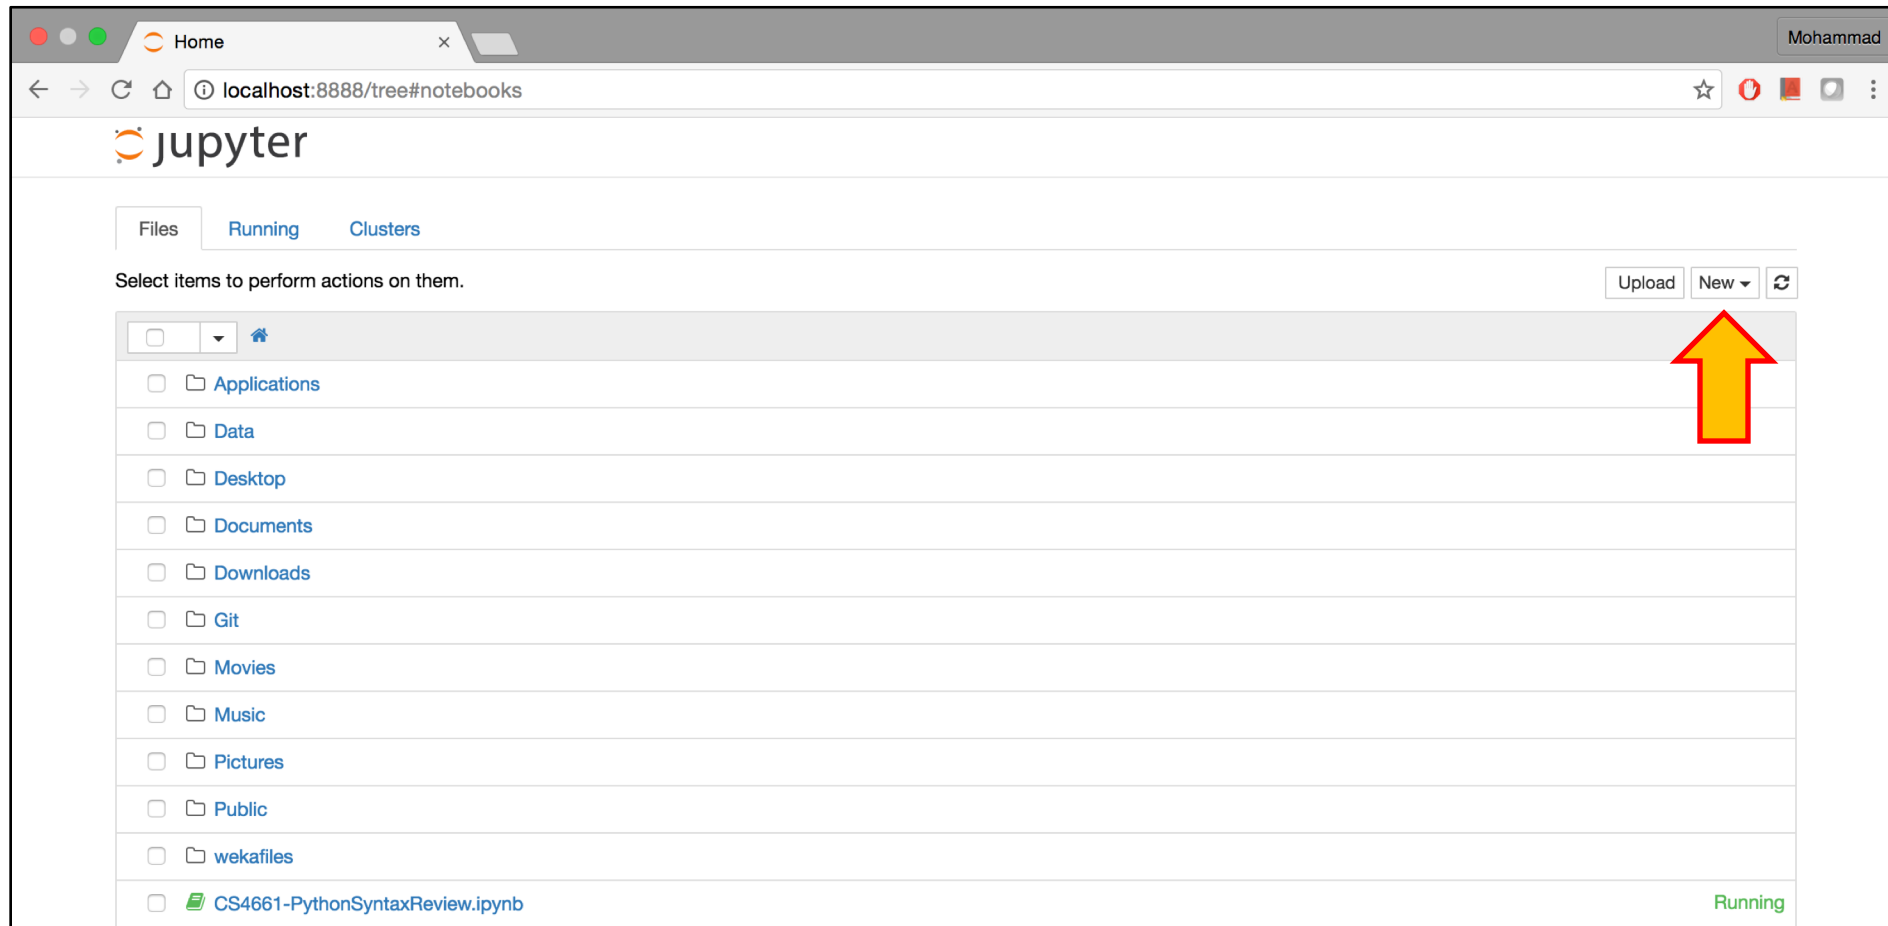 Home
Mohammad
localhost:8888/tree#notebooks
jupyter
Files Running Clusters
Select items to perform actions on them.
Upload New
Applications
Data
Desktop
Documents
Downloads
Git
Movies
Music
Pictures
Public
wekafiles
CS4661-PythonSyntaxReview.ipynb Running